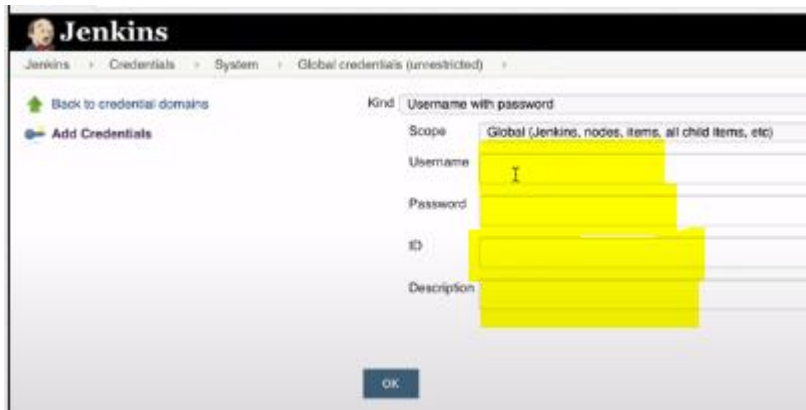 Jenkins
Jenkins Credentials System Global credentials (unrestricted)
Back to credential domains
Add Credentials
Kind Username with password
Scope Global (Jenkins, nodes, items, all child items, etc)
Username
Password
ID
Description
OK